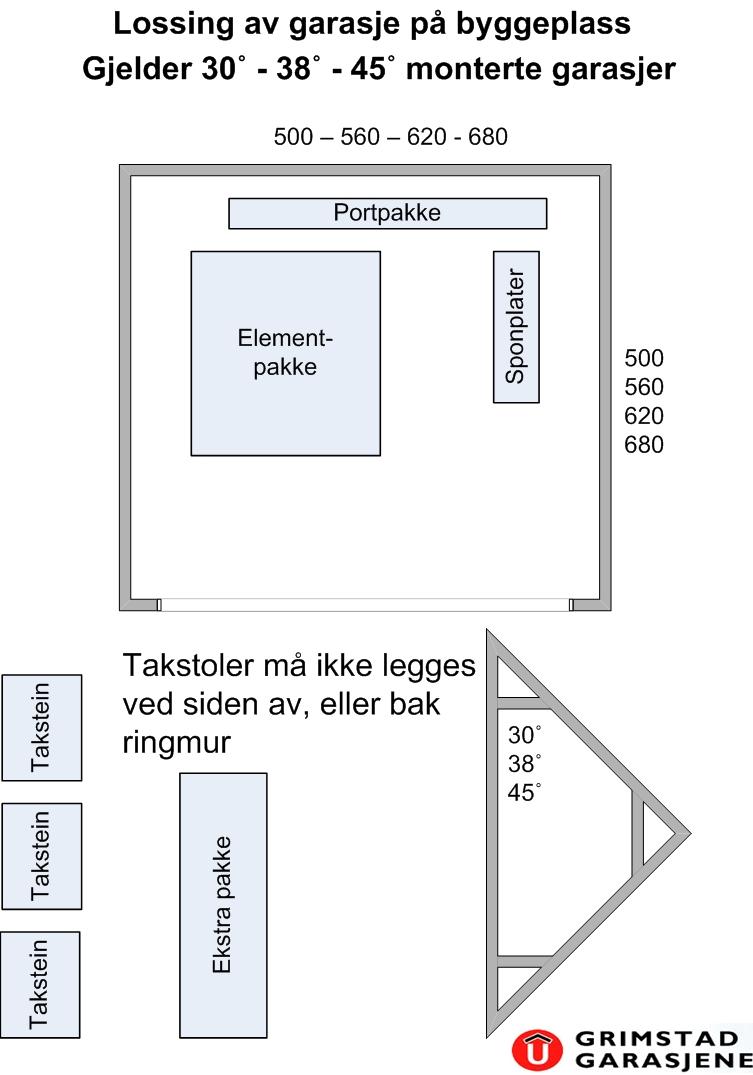 Lossing av garasje på byggeplass
Gjelder 30˚ - 38˚ - 45˚ monterte garasjer
500 – 560 – 620 - 680
Portpakke
Element-
pakke
Sponplater
500
560
620
680
Takstoler må ikke legges
ved siden av, eller bak
ringmur
30˚
38˚
45˚
Takstein
Takstein
Takstein
Ekstra pakke
GRIMSTAD
GARASJENE